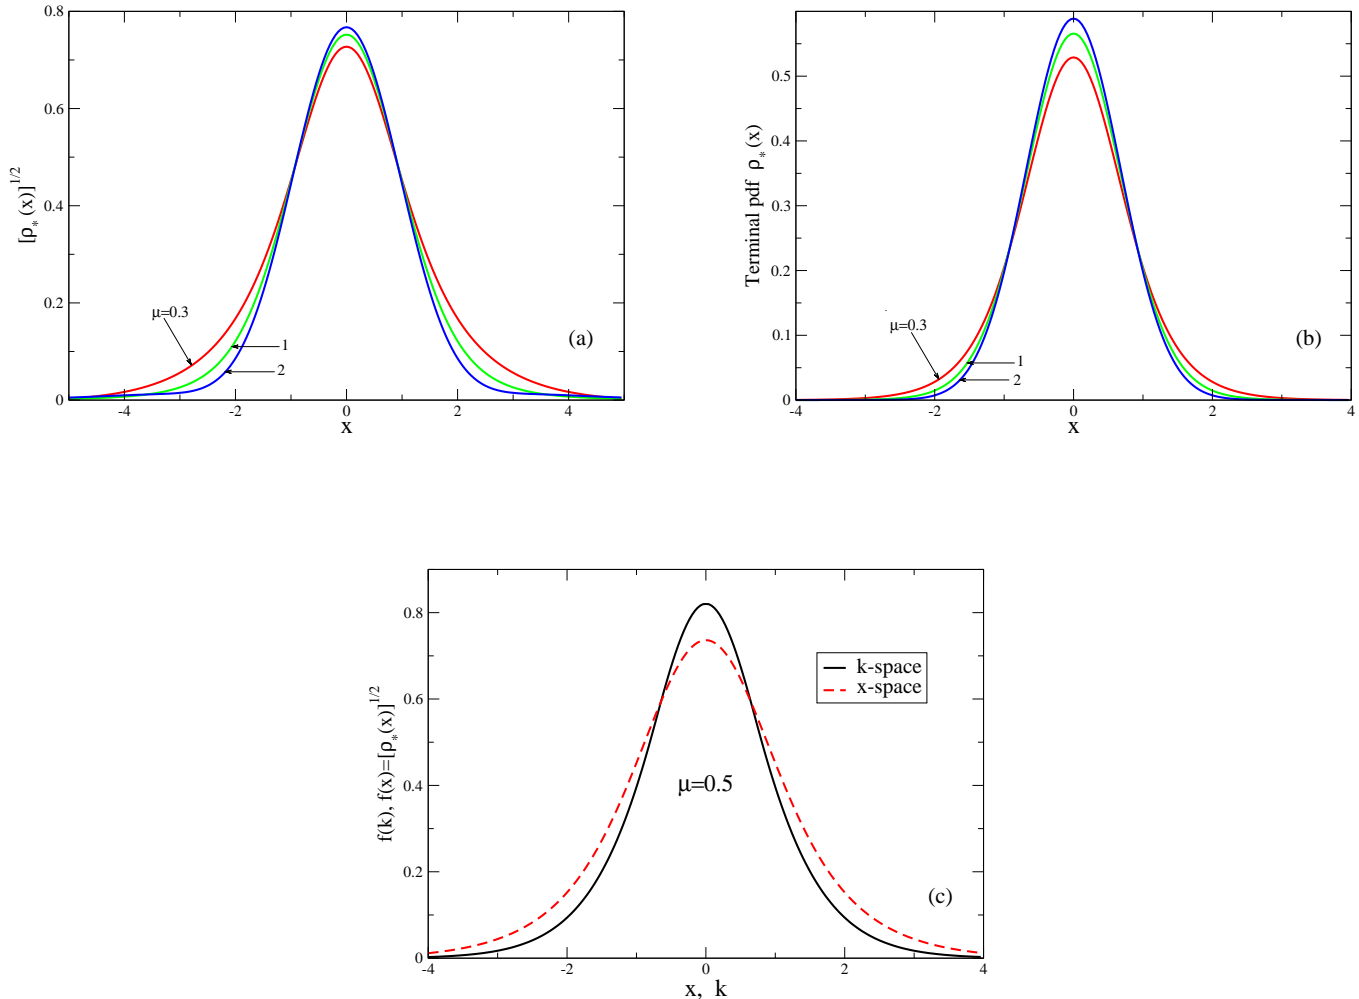 0.8
0.6
0.4
0.2
0
[ρ*(x)]^1/2
μ=0.3
1
2
(a)
-4
-2
0
2
4
x
0.5
0.4
0.3
0.2
0.1
0
Terminal pdf ρ*(x)
μ=0.3
1
2
(b)
-4
-2
0
2
4
x
0.8
0.6
0.4
0.2
0
f(k), f(x)=[ρ*(x)]^1/2
k-space
x-space
μ=0.5
(c)
-4
-2
0
2
4
x, k